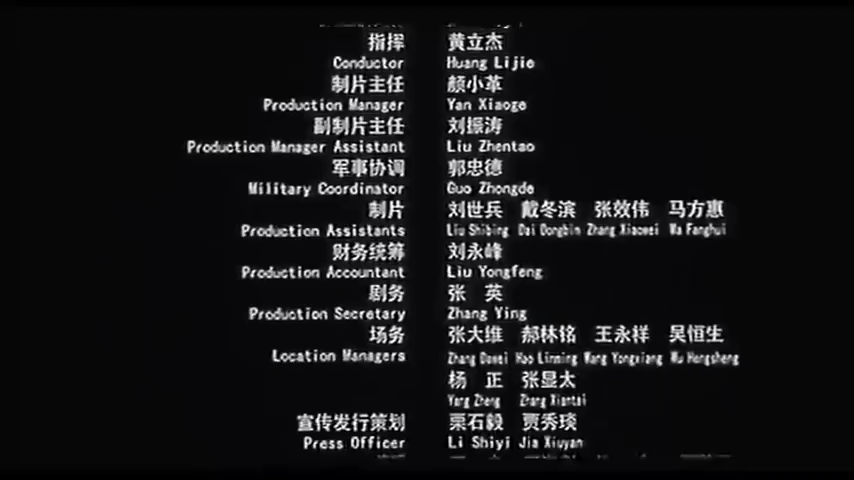 指挥 黄立杰
Conductor Huang Lijie
制片主任 颜小革
Production Manager Yan Xiaoge
副制片主任 刘振涛
Production Manager Assistant Liu Zhentao
军事协调 郭忠德
Military Coordinator Guo Zhongde
制片 刘世兵 戴冬滨 张效伟 马方惠
Production Assistants Liu Shibing Dai Dongbin Zhang Xiaowei Ma Fanghui
财务统筹 刘永峰
Production Accountant Liu Yongfeng
剧务 张 英
Production Secretary Zhang Ying
场务 张大维 郝林铭 王永祥 吴恒生
Location Managers Zhang Dawei Hao Linming Wang Yongxiang Wu Hengsheng
杨 正 张显太
Yang Zheng Zhang Xiantai
宣传发行策划 栗石毅 贾秀琰
Press Officer Li Shiyi Jia Xiuyan